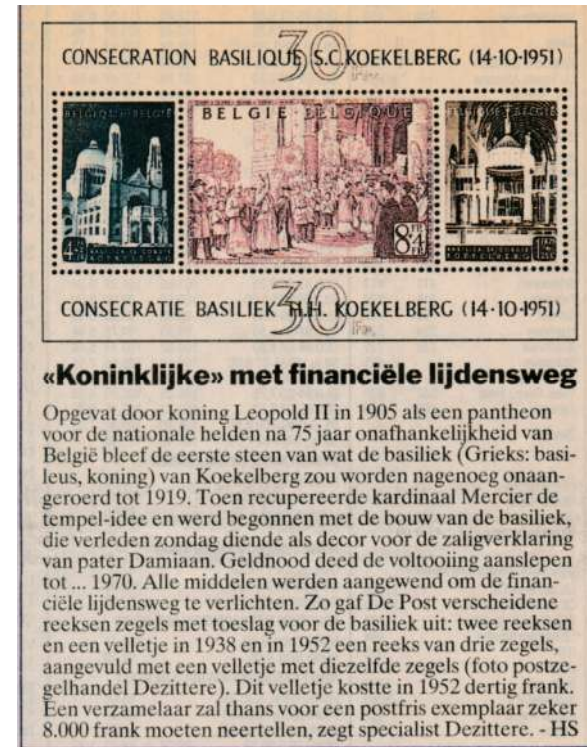 30
CONSECRATION BASILIQUE S.C. KOEKELBERG (14·10·1951)
BELGIQUE·BELGIE
BELGIE·BELGIQUE
BELGIQUE·BELGIE
8FR 4FR
CONSECRATIE BASILIEK H.H. KOEKELBERG (14·10·1951)
30
«Koninklijke» met financiële lijdensweg
Opgevat door koning Leopold II in 1905 als een pantheon
voor de nationale helden na 75 jaar onafhankelijkheid van
België bleef de eerste steen van wat de basiliek (Grieks: basi-
leus, koning) van Koekelberg zou worden nagenoeg onaan-
geroerd tot 1919. Toen recupereerde kardinaal Mercier de
tempel-idee en werd begonnen met de bouw van de basiliek,
die verleden zondag diende als decor voor de zaligverklaring
van pater Damiaan. Geldnood deed de voltooiing aanslepen
tot ... 1970. Alle middelen werden aangewend om de finan-
ciële lijdensweg te verlichten. Zo gaf De Post verscheidene
reeksen zegels met toeslag voor de basiliek uit: twee reeksen
en een velletje in 1938 en in 1952 een reeks van drie zegels,
aangevuld met een velletje met diezelfde zegels (foto postze-
gelhandel Dezittere). Dit velletje kostte in 1952 dertig frank.
Een verzamelaar zal thans voor een postfris exemplaar zeker
8.000 frank moeten neertellen, zegt specialist Dezittere. - HS